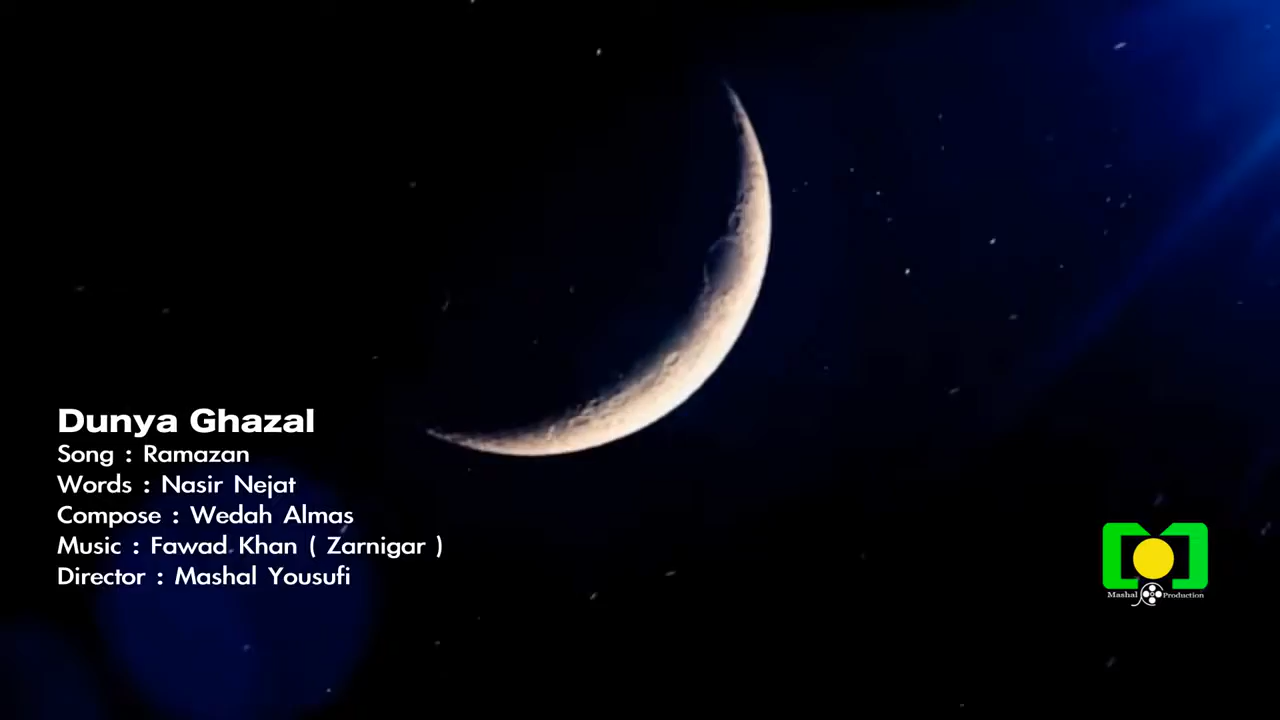 Dunya Ghazal
Song : Ramazan
Words : Nasir Nejat
Compose : Wedah Almas
Music : Fawad Khan ( Zarnigar )
Director : Mashal Yousufi
Mashal Production